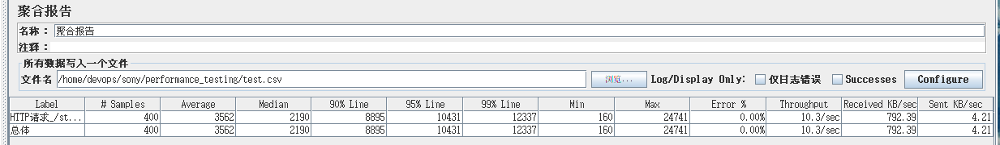 聚合报告
名称： 聚合报告
注释：
所有数据写入一个文件
文件名 /home/devops/sony/performance_testing/test.csv 浏览... Log/Display Only: 仅日志错误 Successes Configure
Label # Samples Average Median 90% Line 95% Line 99% Line Min Max Error % Throughput Received KB/sec Sent KB/sec
HTTP请求_/st... 400 3562 2190 8895 10431 12337 160 24741 0.00% 10.3/sec 792.39 4.21
总体 400 3562 2190 8895 10431 12337 160 24741 0.00% 10.3/sec 792.39 4.21